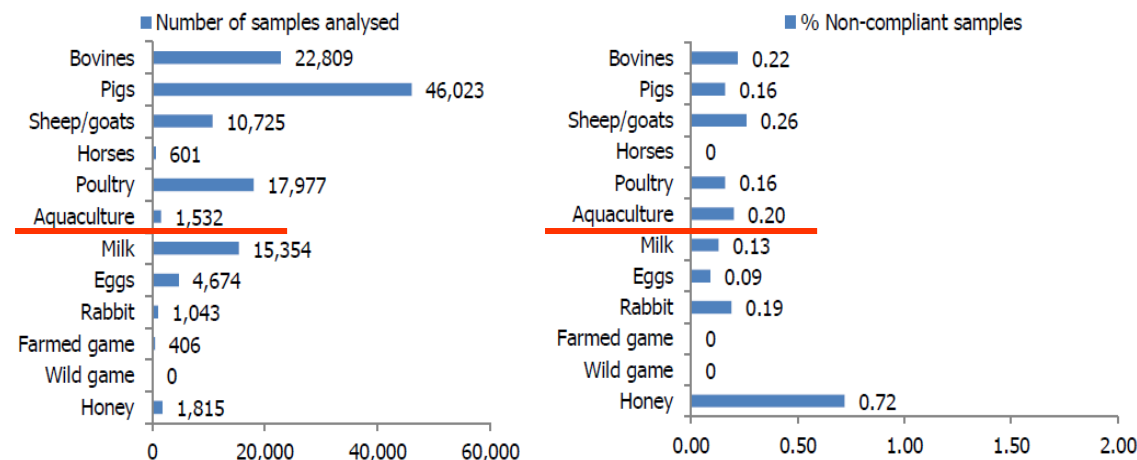 Number of samples analysed
Bovines 22,809
Pigs 46,023
Sheep/goats 10,725
Horses 601
Poultry 17,977
Aquaculture 1,532
Milk 15,354
Eggs 4,674
Rabbit 1,043
Farmed game 406
Wild game 0
Honey 1,815
0 20,000 40,000 60,000
% Non-compliant samples
Bovines 0.22
Pigs 0.16
Sheep/goats 0.26
Horses 0
Poultry 0.16
Aquaculture 0.20
Milk 0.13
Eggs 0.09
Rabbit 0.19
Farmed game 0
Wild game 0
Honey 0.72
0.00 0.50 1.00 1.50 2.00